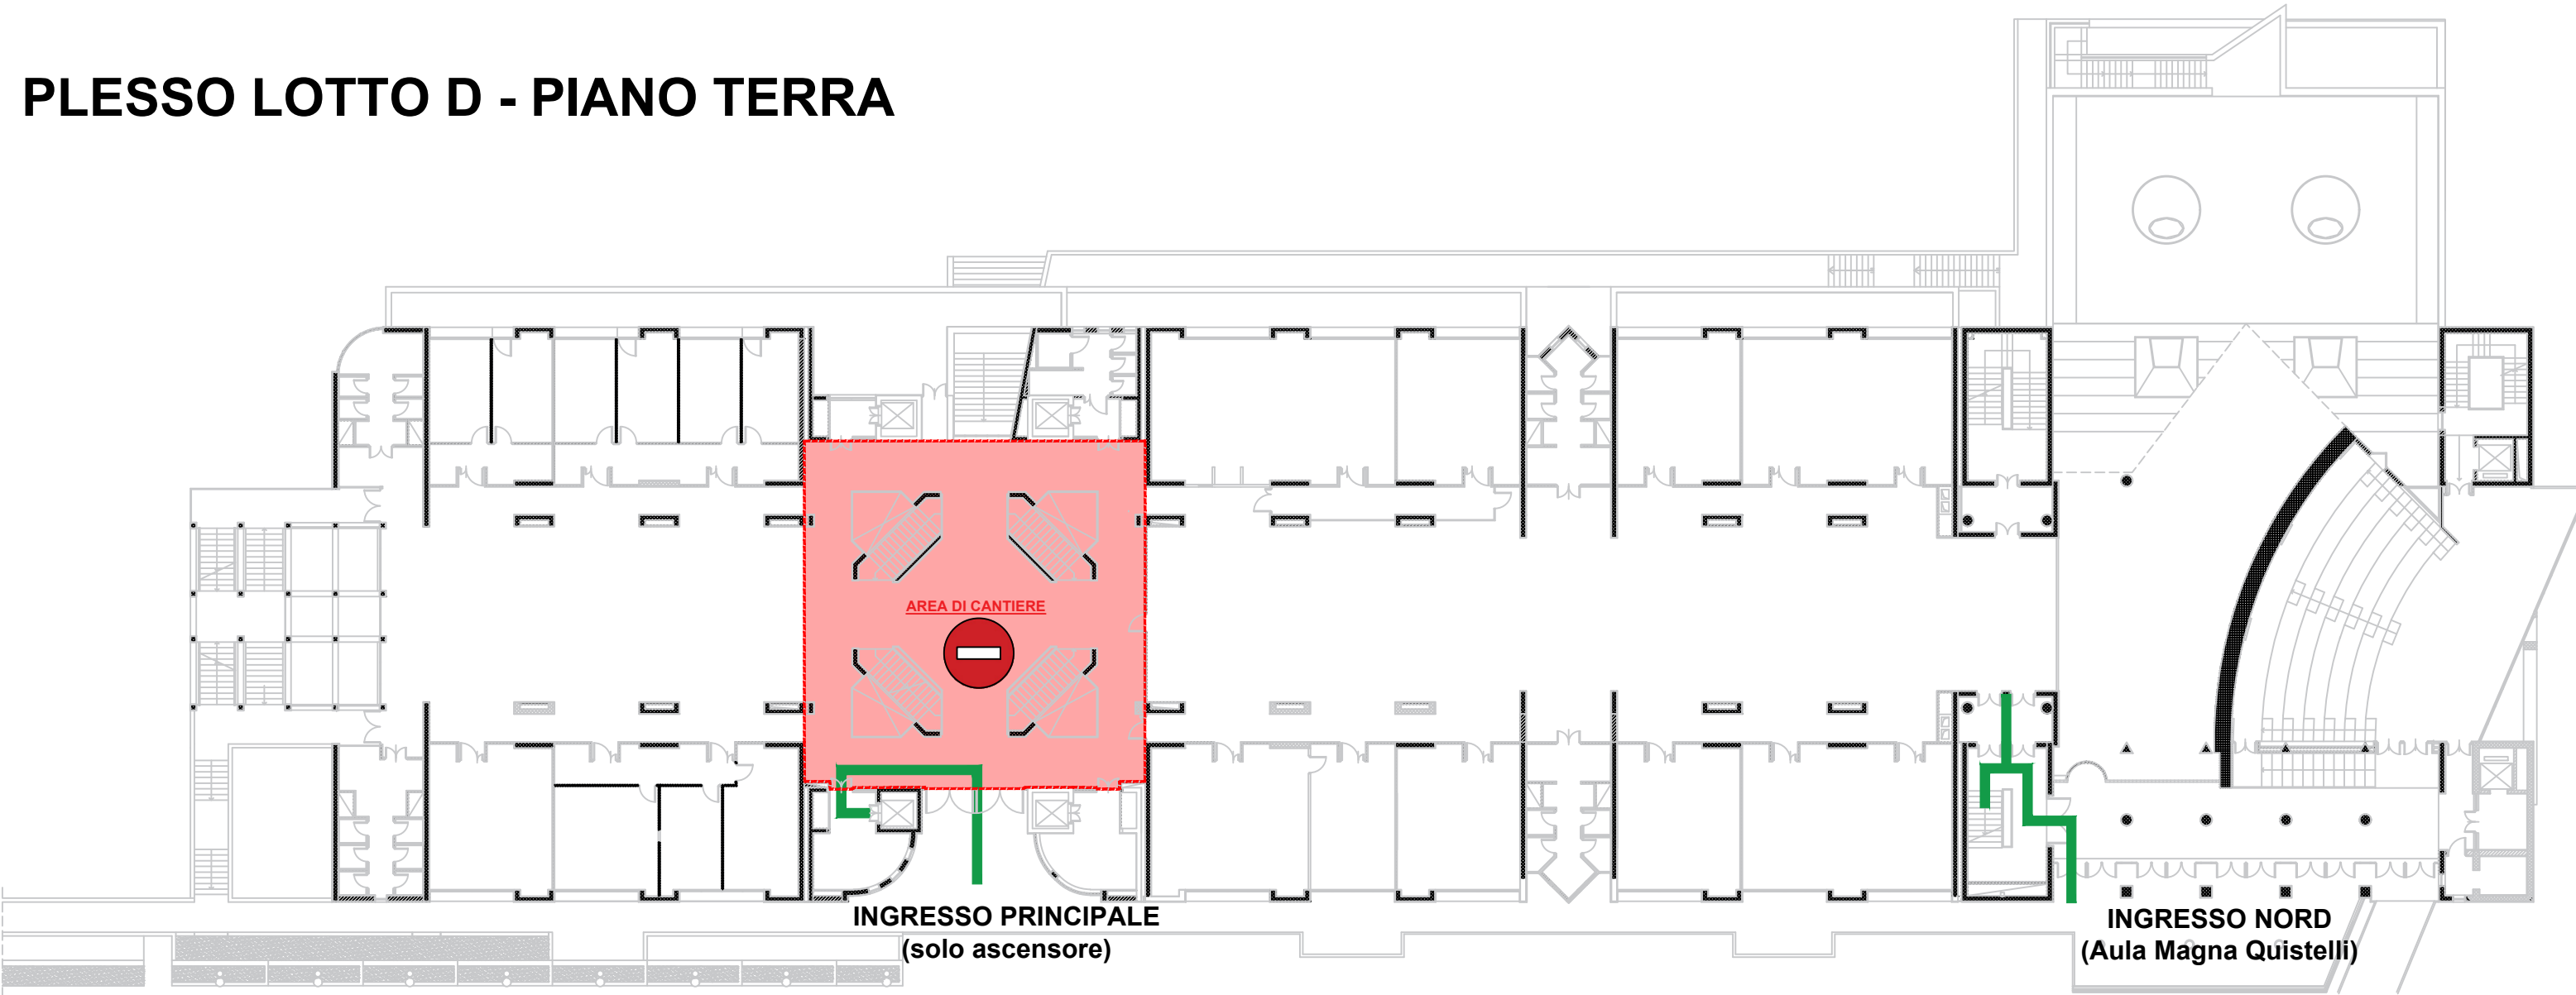 PLESSO LOTTO D - PIANO TERRA
AREA DI CANTIERE
INGRESSO PRINCIPALE
(solo ascensore)
INGRESSO NORD
(Aula Magna Quistelli)